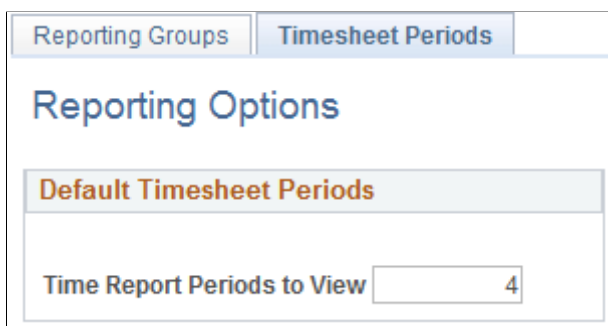 Reporting Groups Timesheet Periods
Reporting Options
Default Timesheet Periods
Time Report Periods to View 4